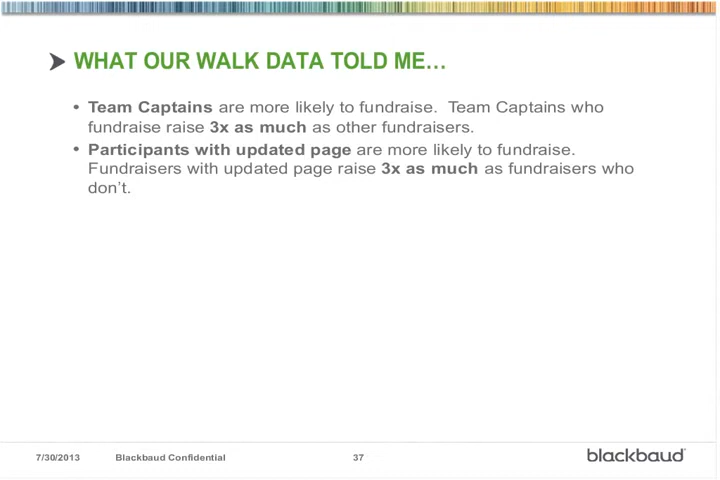 WHAT OUR WALK DATA TOLD ME…
• Team Captains are more likely to fundraise.  Team Captains who
fundraise raise 3x as much as other fundraisers.
• Participants with updated page are more likely to fundraise.
Fundraisers with updated page raise 3x as much as fundraisers who
don't.
7/30/2013 Blackbaud Confidential 37 blackbaud